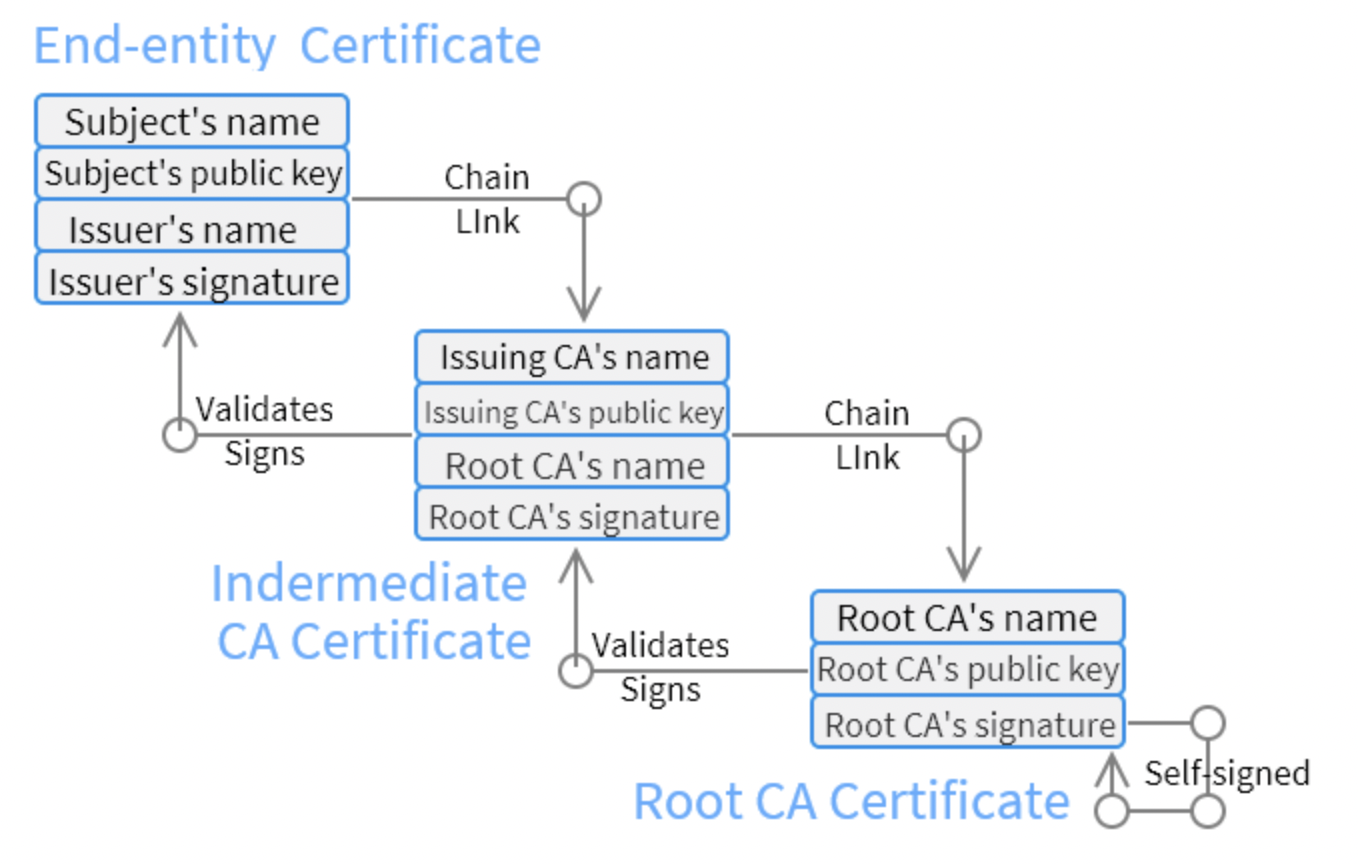 End-entity Certificate
Subject's name
Subject's public key
Issuer's name
Issuer's signature
Chain
LInk
Validates
Signs
Issuing CA's name
Issuing CA's public key
Root CA's name
Root CA's signature
Chain
LInk
Indermediate
CA Certificate
Validates
Signs
Root CA's name
Root CA's public key
Root CA's signature
Self-signed
Root CA Certificate